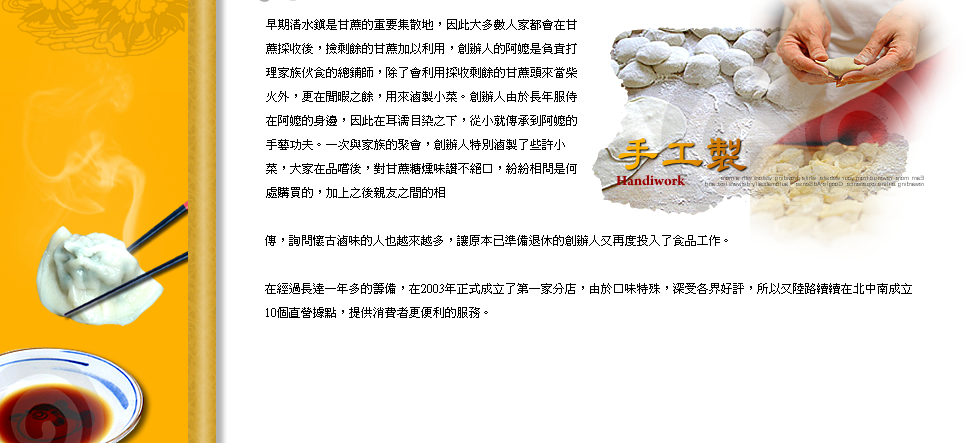 早期清水鎮是甘蔗的重要集散地，因此大多數人家都會在甘
蔗採收後，撿剩餘的甘蔗加以利用，創辦人的阿嬤是負責打
理家族伙食的總鋪師，除了會利用採收剩餘的甘蔗頭來當柴
火外，更在閒暇之餘，用來滷製小菜。創辦人由於長年服侍
在阿嬤的身邊，因此在耳濡目染之下，從小就傳承到阿嬤的
手藝功夫。一次與家族的聚會，創辦人特別滷製了些許小
菜，大家在品嚐後，對甘蔗糖燻味讚不絕口，紛紛相問是何
處購買的，加上之後親友之間的相
手工製
Handiwork
傳，詢問懷古滷味的人也越來越多，讓原本已準備退休的創辦人又再度投入了食品工作。
在經過長達一年多的籌備，在2003年正式成立了第一家分店，由於口味特殊，深受各界好評，所以又陸路續續在北中南成立
10個直營據點，提供消費者更便利的服務。